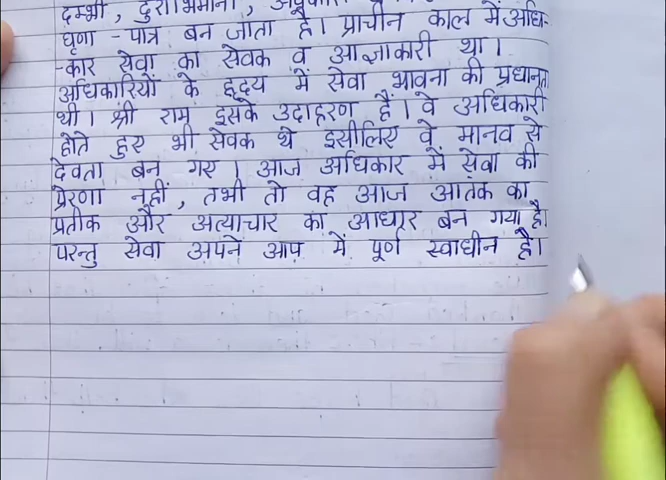 दम्भी, दुराभिमानी,
घृणा - पात्र बन जाता है। प्राचीन काल में अधि-
-कार सेवा का सेवक व आज्ञाकारी था।
अधिकारियों के हृदय में सेवा भावना की प्रधानता
थी। श्री राम इसके उदाहरण हैं। वे अधिकारी
होते हुए भी सेवक थे इसीलिए वे मानव से
देवता बन गए। आज अधिकार में सेवा की
प्रेरणा नहीं, तभी तो वह आज आतंक का
प्रतीक और अत्याचार का आधार बन गया है।
परन्तु सेवा अपने आप में पूर्ण स्वाधीन है।